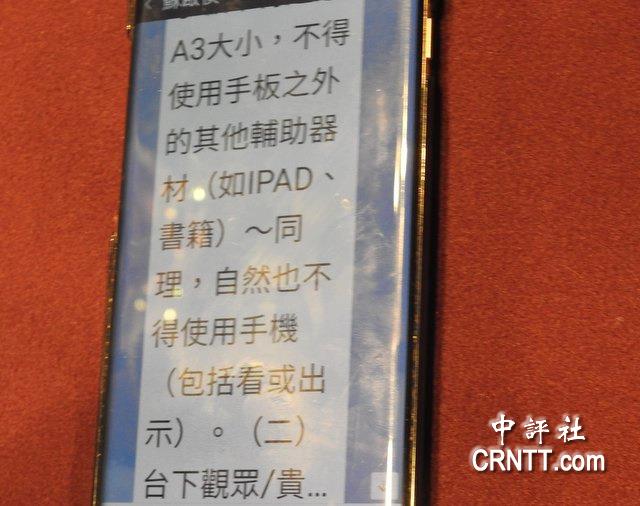 A3大小，不得
使用手板之外
的其他輔助器
材（如IPAD、
書籍）～同
理，自然也不
得使用手機
（包括看或出
示）。（二）
台下觀眾/貴...
中評社
CRNTT.com